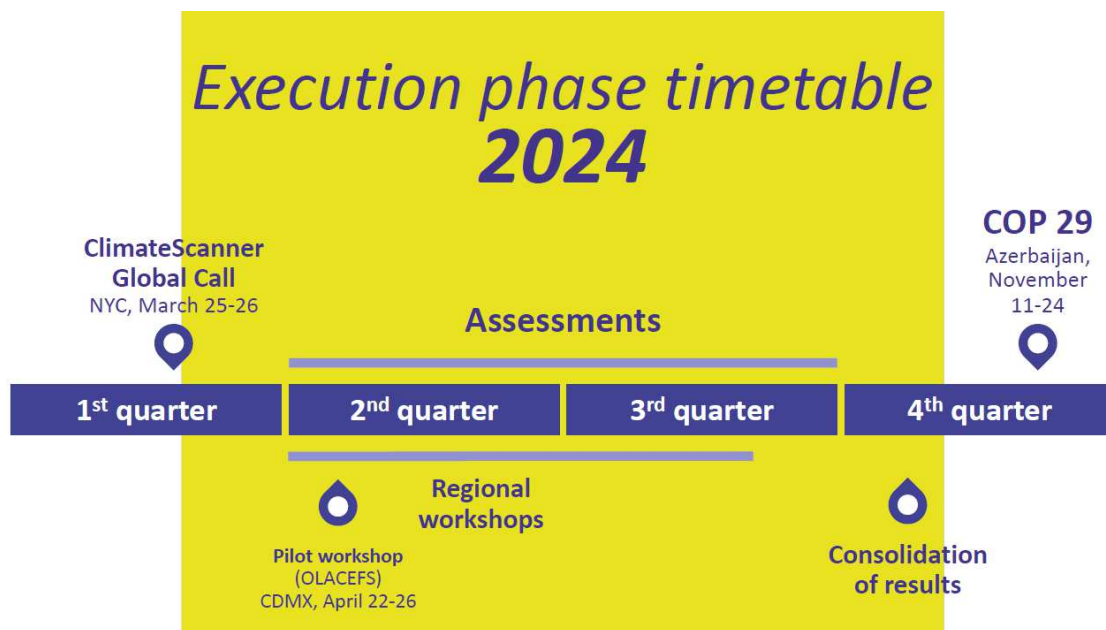 Execution phase timetable
2024
ClimateScanner
Global Call
NYC, March 25-26
COP 29
Azerbaijan,
November
11-24
Assessments
1st quarter
2nd quarter
3rd quarter
4th quarter
Regional
workshops
Pilot workshop
(OLACEFS)
CDMX, April 22-26
Consolidation
of results